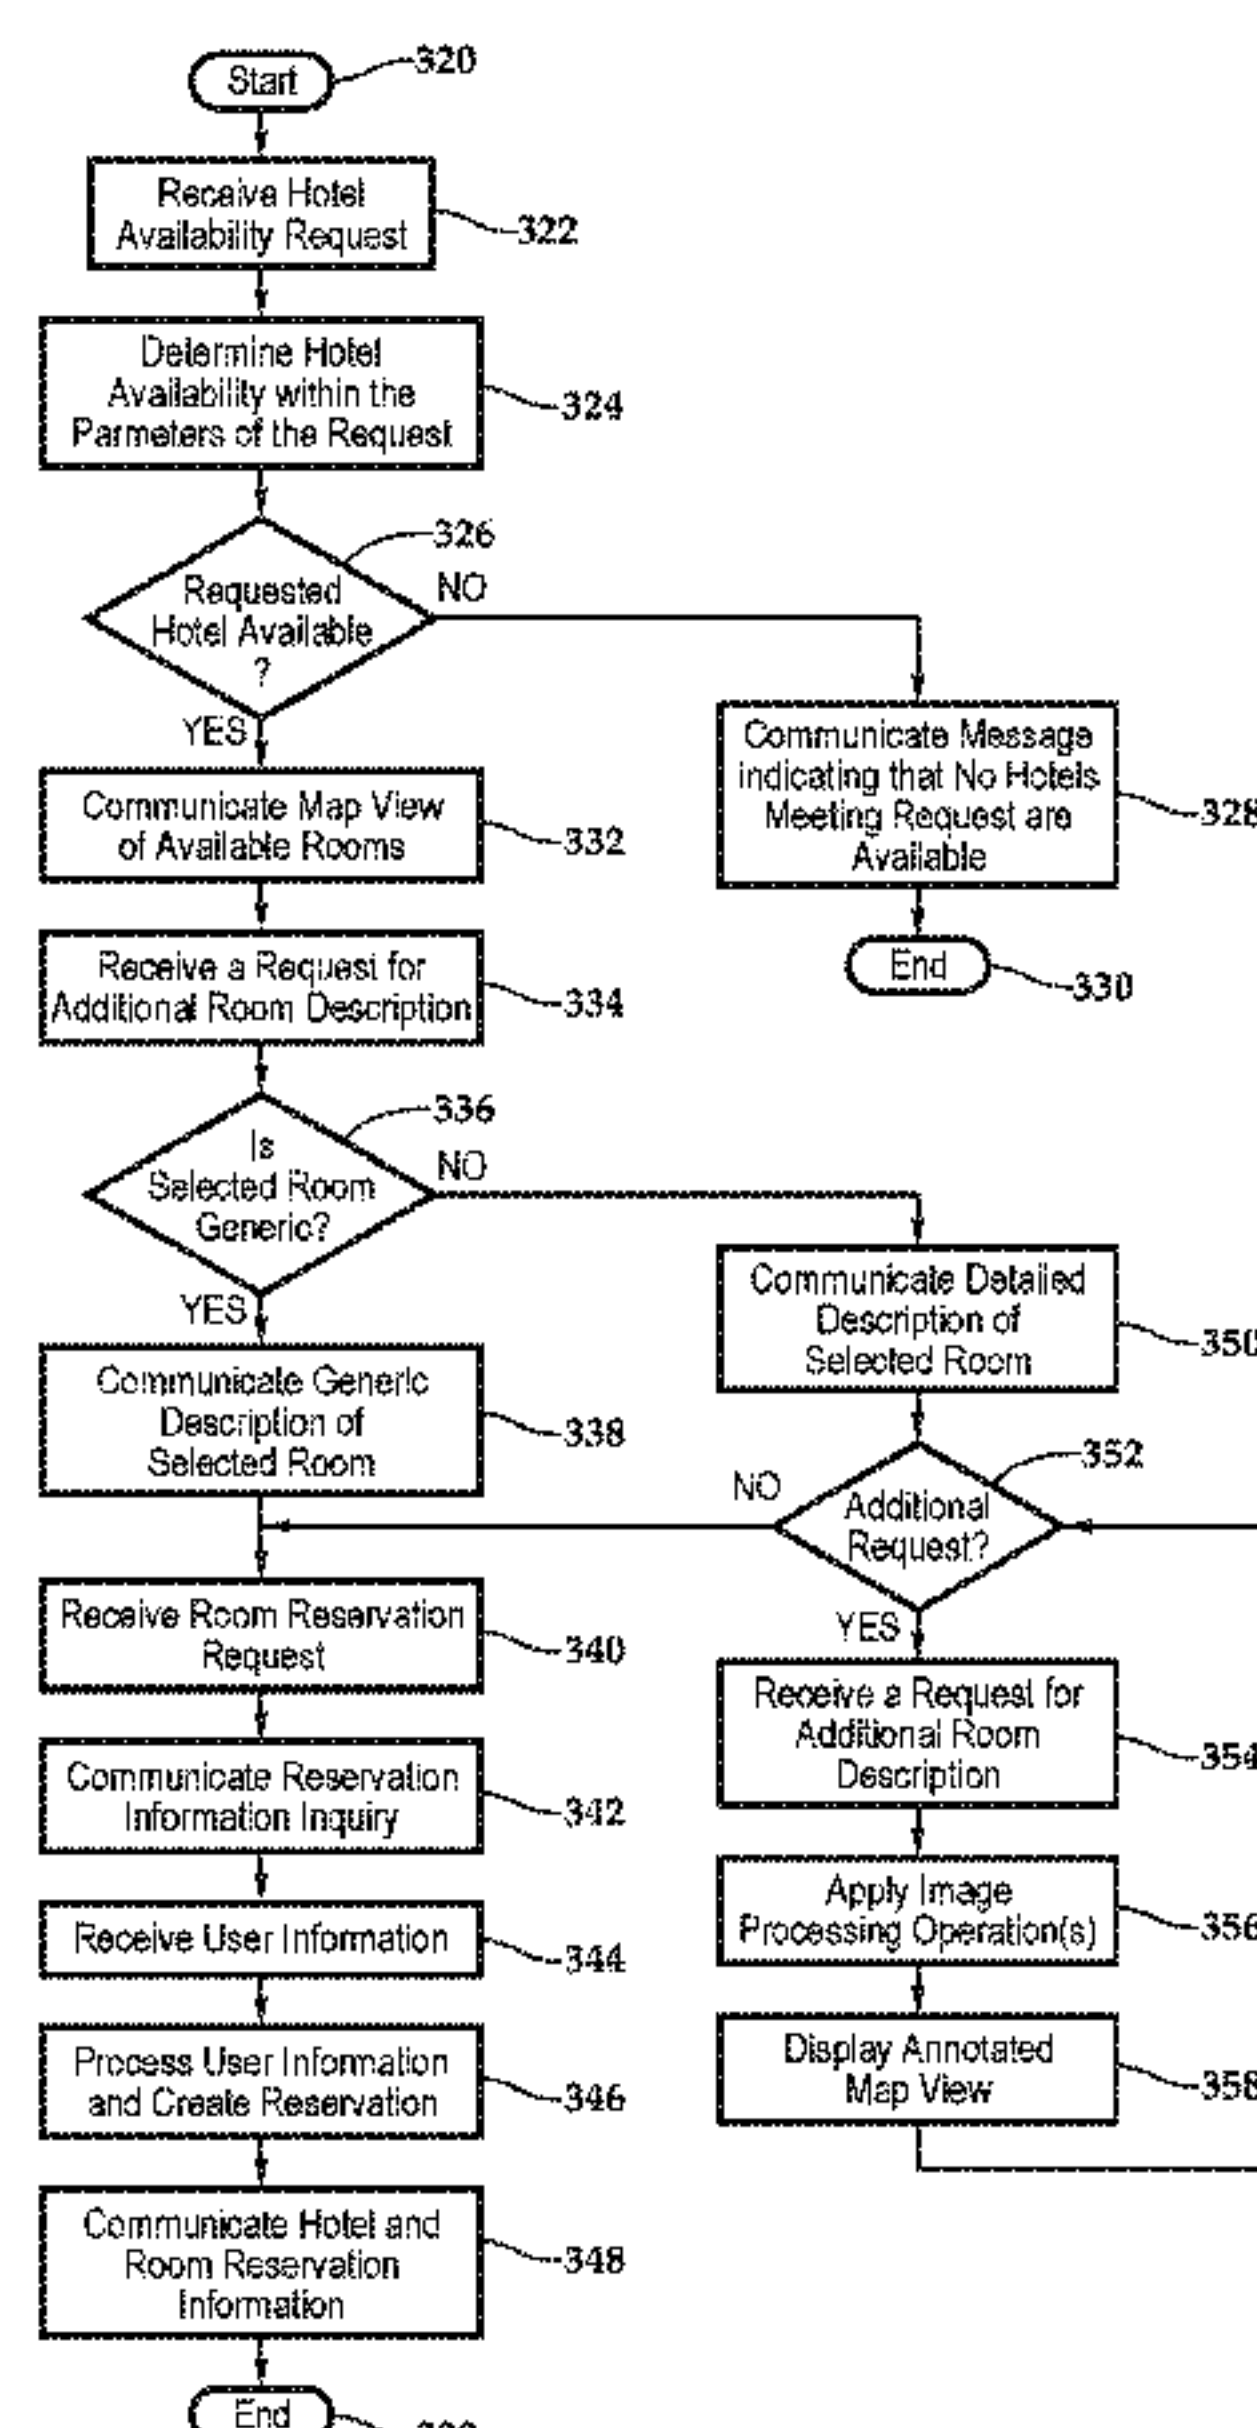 Start
320
Receive Hotel
Availability Request
322
Determine Hotel
Availability within the
Parmeters of the Request
324
326
Requested
Hotel Available
?
NO
YES
Communicate Message
indicating that No Hotels
Meeting Request are
Available
328
End
330
Communicate Map View
of Available Rooms
332
Receive a Request for
Additional Room Description
334
336
Is
Selected Room
Generic?
NO
YES
Communicate Generic
Description of
Selected Room
338
Communicate Detailed
Description of
Selected Room
350
352
Additional
Request?
NO
YES
Receive Room Reservation
Request
340
Communicate Reservation
Information Inquiry
342
Receive User Information
344
Process User Information
and Create Reservation
346
Communicate Hotel and
Room Reservation
Information
348
End
Receive a Request for
Additional Room
Description
354
Apply Image
Processing Operation(s)
356
Display Annotated
Map View
358